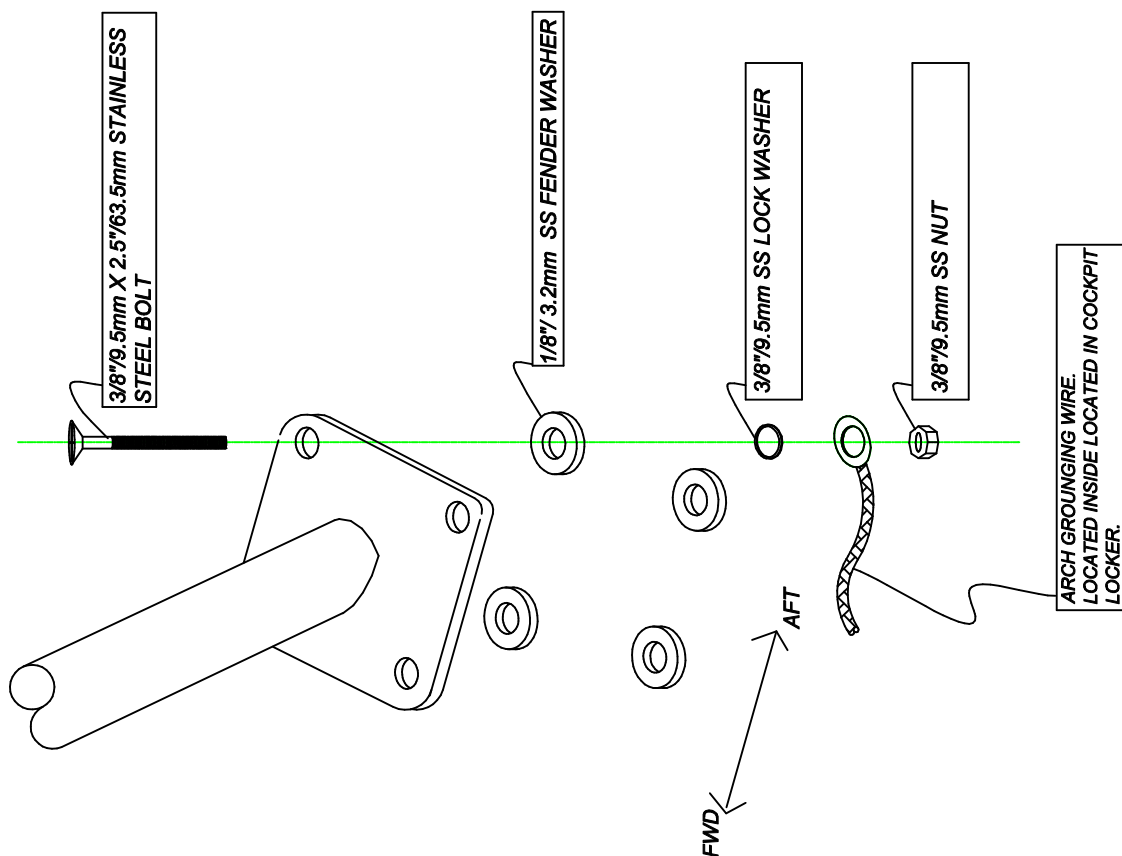 3/8"/9.5mm X 2.5"/63.5mm STAINLESS
STEEL BOLT
1/8"/ 3.2mm  SS FENDER WASHER
3/8"/9.5mm SS LOCK WASHER
3/8"/9.5mm SS NUT
ARCH GROUNGING WIRE.
LOCATED INSIDE LOCATED IN COCKPIT
LOCKER.
AFT
FWD